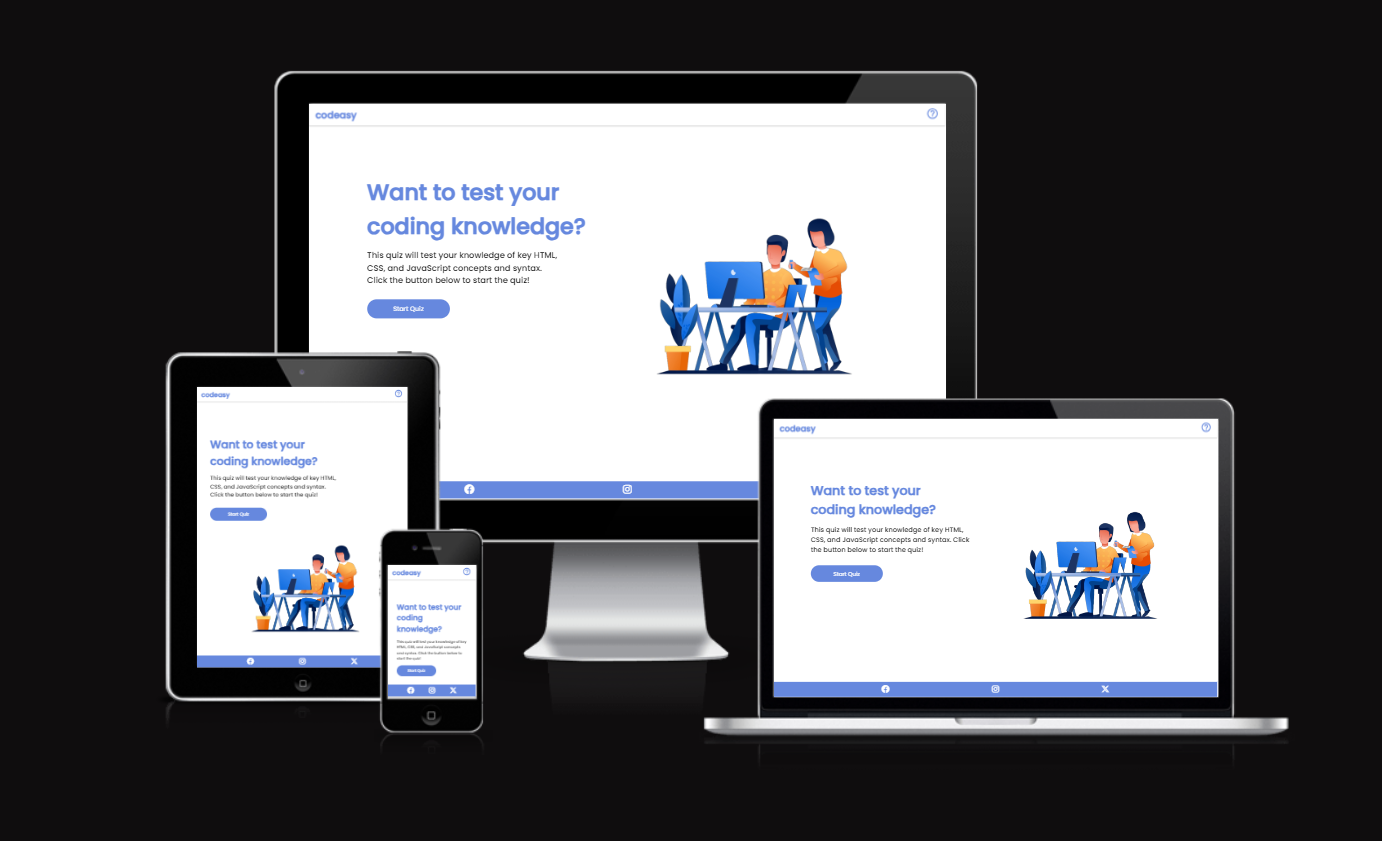 codeasy
Want to test your
coding knowledge?
This quiz will test your knowledge of key HTML,
CSS, and JavaScript concepts and syntax.
Click the button below to start the quiz!
Start Quiz
codeasy
Want to test your
coding knowledge?
This quiz will test your knowledge of key HTML,
CSS, and JavaScript concepts and syntax.
Click the button below to start the quiz!
Start Quiz
codeasy
Want to test your
coding
knowledge?
This quiz will test your knowledge of key
HTML, CSS, and JavaScript concepts
and syntax. Click the button below to
start the quiz!
Start Quiz
codeasy
Want to test your
coding knowledge?
This quiz will test your knowledge of key HTML,
CSS, and JavaScript concepts and syntax. Click
the button below to start the quiz!
Start Quiz